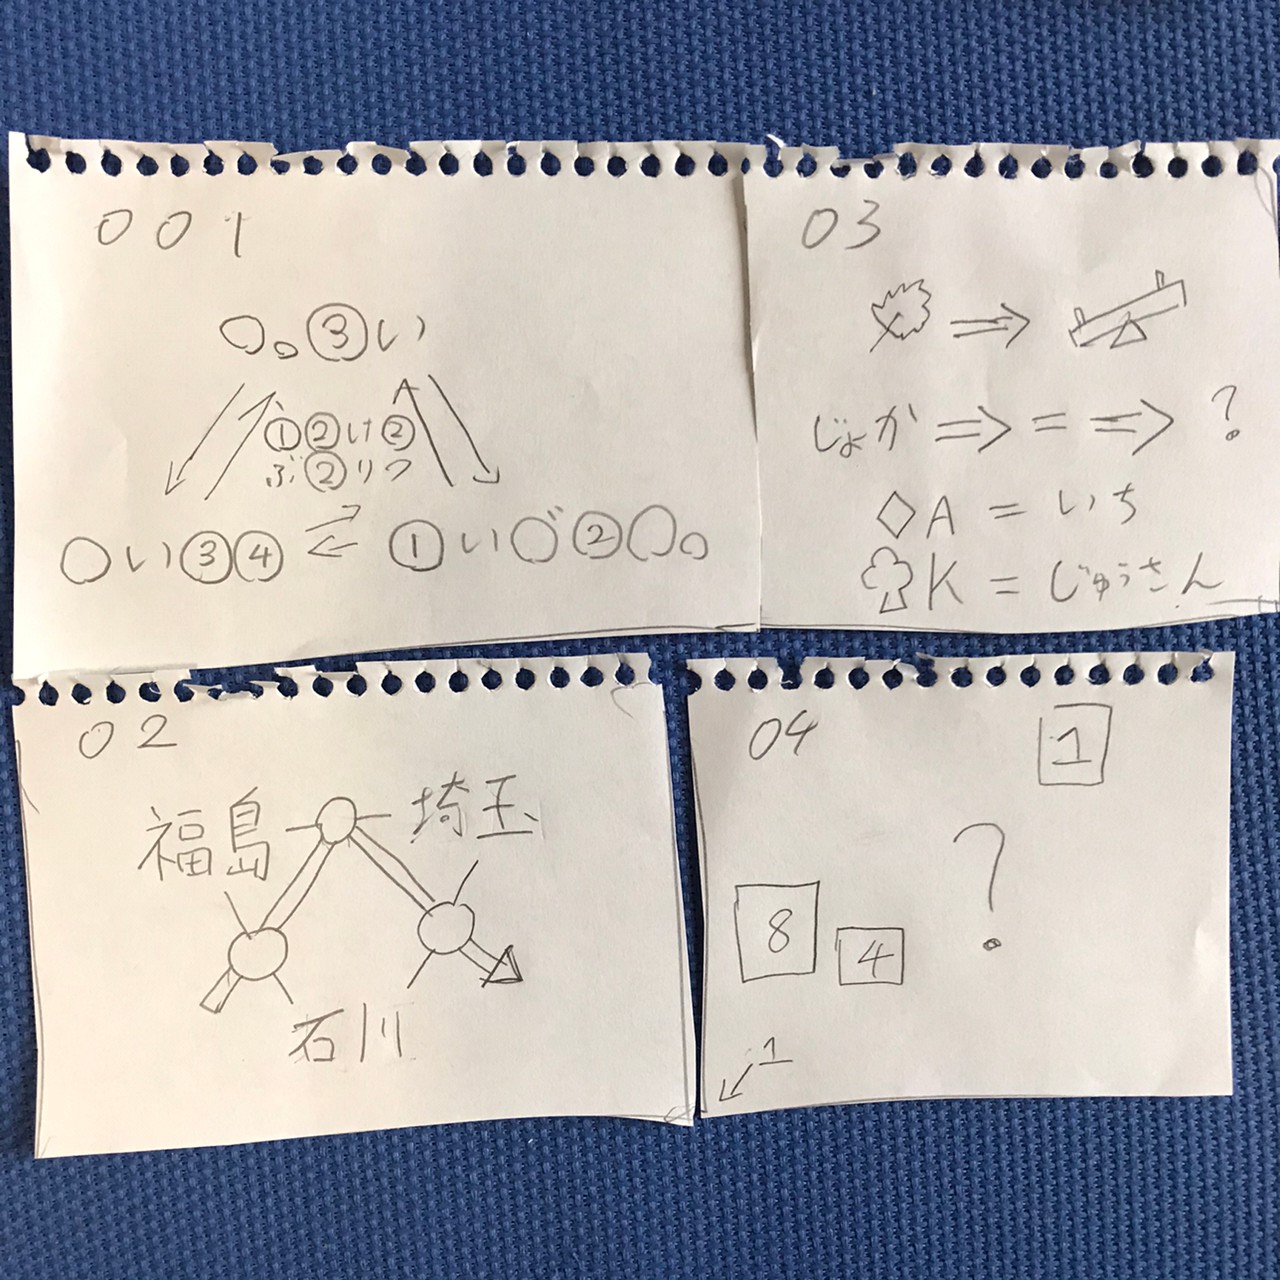 001
○。③い
①②け②
ぶ②りつ
○い③④
①い○゛②○。
03
じょか ⇒ = ⇒ ?
◇A = いち
♧K = じゅうさん
02
福島
埼玉
石川
04
1
?
8
4
1